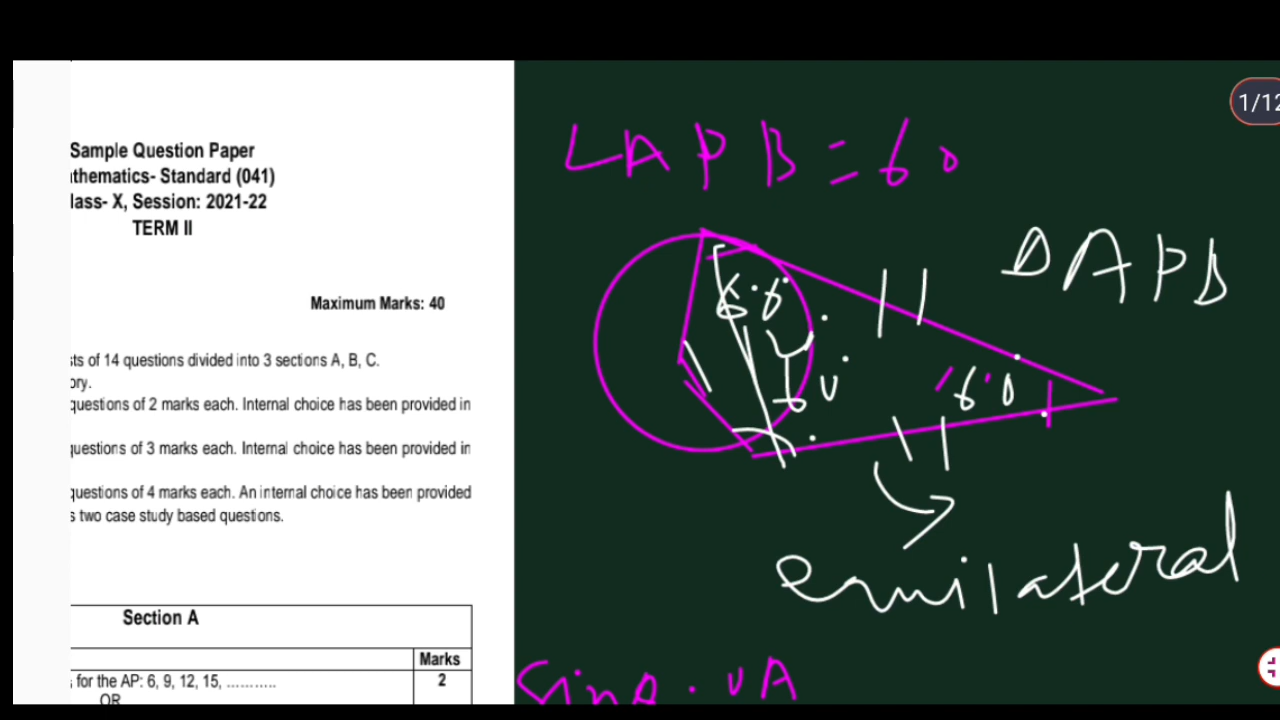 Sample Question Paper
thematics- Standard (041)
lass- X, Session: 2021-22
TERM II
Maximum Marks: 40
sts of 14 questions divided into 3 sections A, B, C.
ory.
questions of 2 marks each. Internal choice has been provided in
questions of 3 marks each. Internal choice has been provided in
questions of 4 marks each. An internal choice has been provided
s two case study based questions.
Section A
Marks
for the AP: 6, 9, 12, 15, ...........
2
OR
1/12
∠APB = 60
Δ APB
60
equilateral